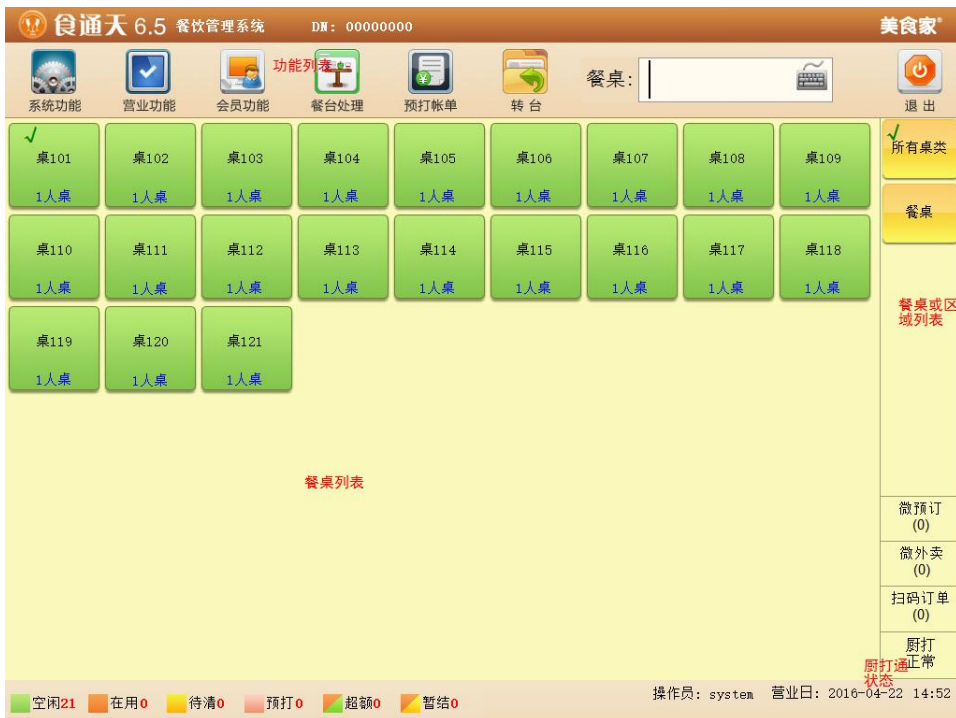 食通天 6.5 餐饮管理系统 DN: 00000000 美食家®
系统功能 营业功能 会员功能 餐台处理 预打帐单 转 台 餐桌: 退 出
功能列表
桌101 桌102 桌103 桌104 桌105 桌106 桌107 桌108 桌109
1人桌 1人桌 1人桌 1人桌 1人桌 1人桌 1人桌 1人桌 1人桌
桌110 桌111 桌112 桌113 桌114 桌115 桌116 桌117 桌118
1人桌 1人桌 1人桌 1人桌 1人桌 1人桌 1人桌 1人桌 1人桌
桌119 桌120 桌121
1人桌 1人桌 1人桌
餐桌列表
所有桌类
餐桌
餐桌或区
域列表
微预订
(0)
微外卖
(0)
扫码订单
(0)
厨打
正常
厨打通
状态
空闲21 在用0 待清0 预打0 超额0 暂结0 操作员: system 营业日: 2016-04-22 14:52